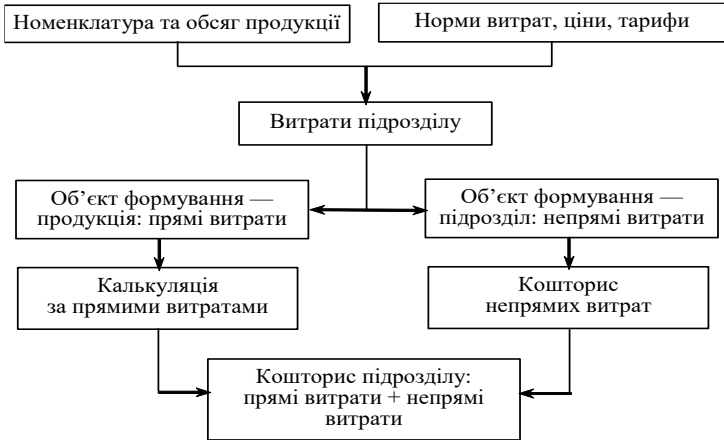 Номенклатура та обсяг продукції
Норми витрат, ціни, тарифи
Витрати підрозділу
Об’єкт формування —
продукція: прямі витрати
Об’єкт формування —
підрозділ: непрямі витрати
Калькуляція
за прямими витратами
Кошторис
непрямих витрат
Кошторис підрозділу:
прямі витрати + непрямі
витрати